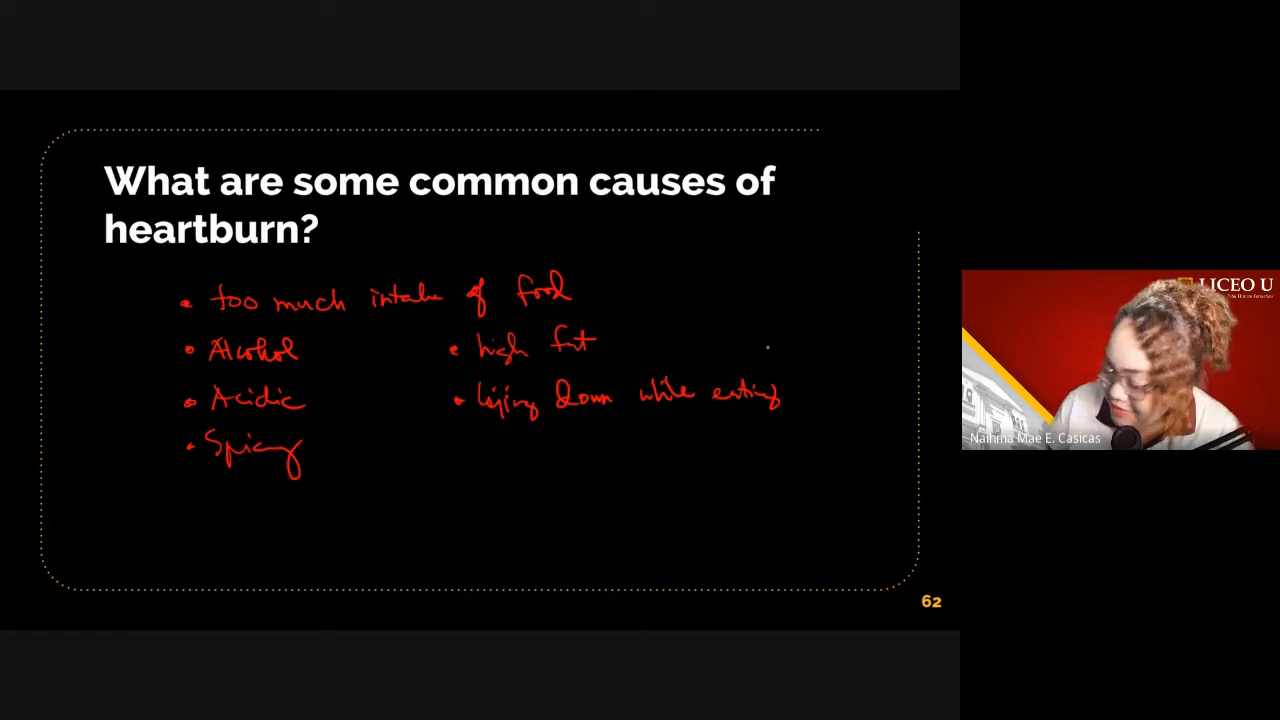 What are some common causes of
heartburn?
• too much intake of food
• Alcohol
• high fat
• Acidic
• lying down while eating
• Spicy
62
LICEO U
Naihma Mae E. Casicas